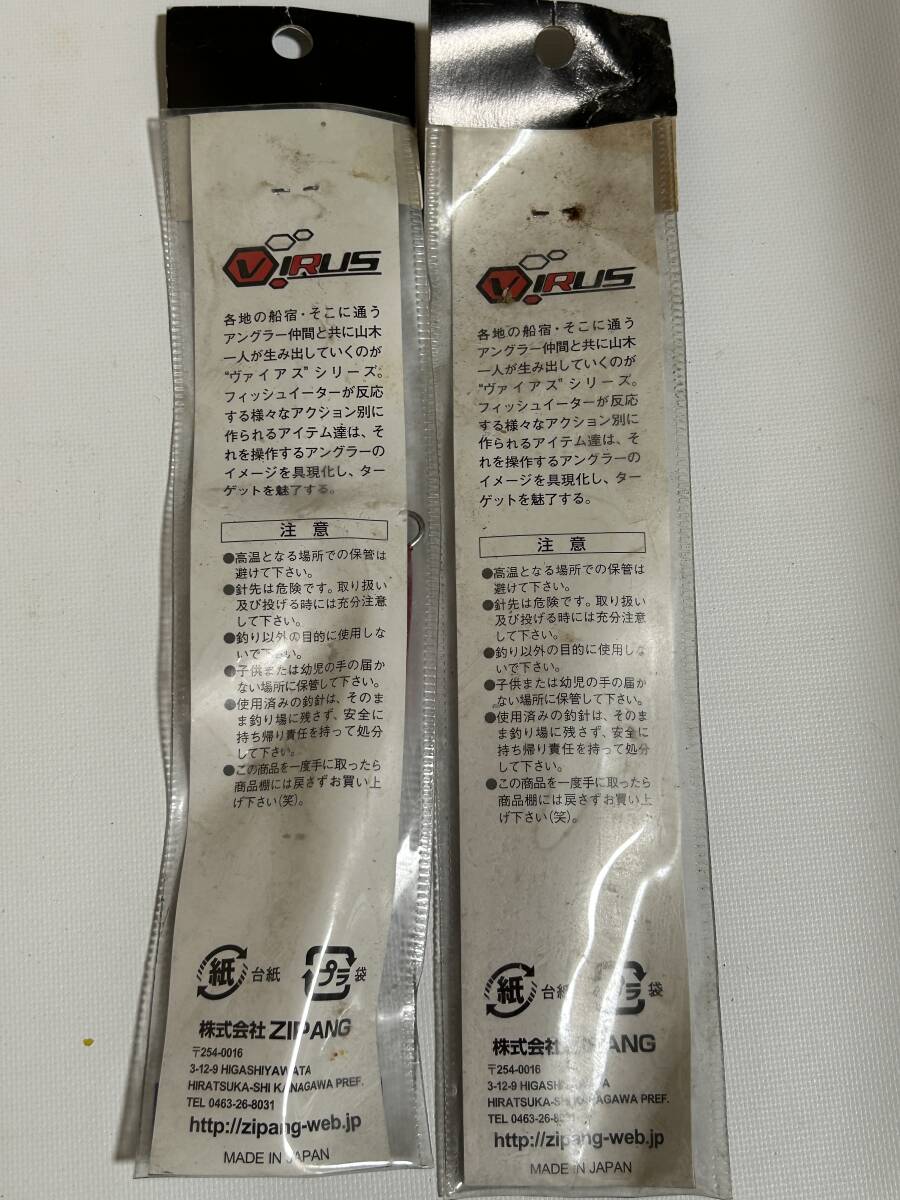 VIRUS
各地の船宿・そこに通う
アングラー仲間と共に山木
一人が生み出していくのが
"ヴァイアス"シリーズ。
フィッシュイーターが反応
する様々なアクション別に
作られるアイテム達は、そ
れを操作するアングラーの
イメージを具現化し、ター
ゲットを魅了する。
注 意
●高温となる場所での保管は
避けて下さい。
●針先は危険です。取り扱い
及び投げる時には充分注意
して下さい。
●釣り以外の目的に使用しな
いで下さい。
●子供または幼児の手の届か
ない場所に保管して下さい。
●使用済みの釣針は、そのま
ま釣り場に残さず、安全に
持ち帰り責任を持って処分
して下さい。
●この商品を一度手に取ったら
商品棚には戻さずお買い上
げ下さい(笑)。
紙 台紙 プラ 袋
株式会社 ZIPANG
〒254-0016
3-12-9 HIGASHIYAWATA
HIRATSUKA-SHI KANAGAWA PREF.
TEL 0463-26-8031
http://zipang-web.jp
MADE IN JAPAN
VIRUS
各地の船宿・そこに通う
アングラー仲間と共に山木
一人が生み出していくのが
"ヴァイアス"シリーズ。
フィッシュイーターが反応
する様々なアクション別に
作られるアイテム達は、そ
れを操作するアングラーの
イメージを具現化し、ター
ゲットを魅了する。
注 意
●高温となる場所での保管は
避けて下さい。
●針先は危険です。取り扱い
及び投げる時には充分注意
して下さい。
●釣り以外の目的に使用しな
いで下さい。
●子供または幼児の手の届か
ない場所に保管して下さい。
●使用済みの釣針は、そのま
ま釣り場に残さず、安全に
持ち帰り責任を持って処分
して下さい。
●この商品を一度手に取ったら
商品棚には戻さずお買い上
げ下さい(笑)。
紙 台紙 プラ 袋
株式会社 ZIPANG
〒254-0016
3-12-9 HIGASHIYAWATA
HIRATSUKA-SHI KANAGAWA PREF.
TEL 0463-26-8031
http://zipang-web.jp
MADE IN JAPAN